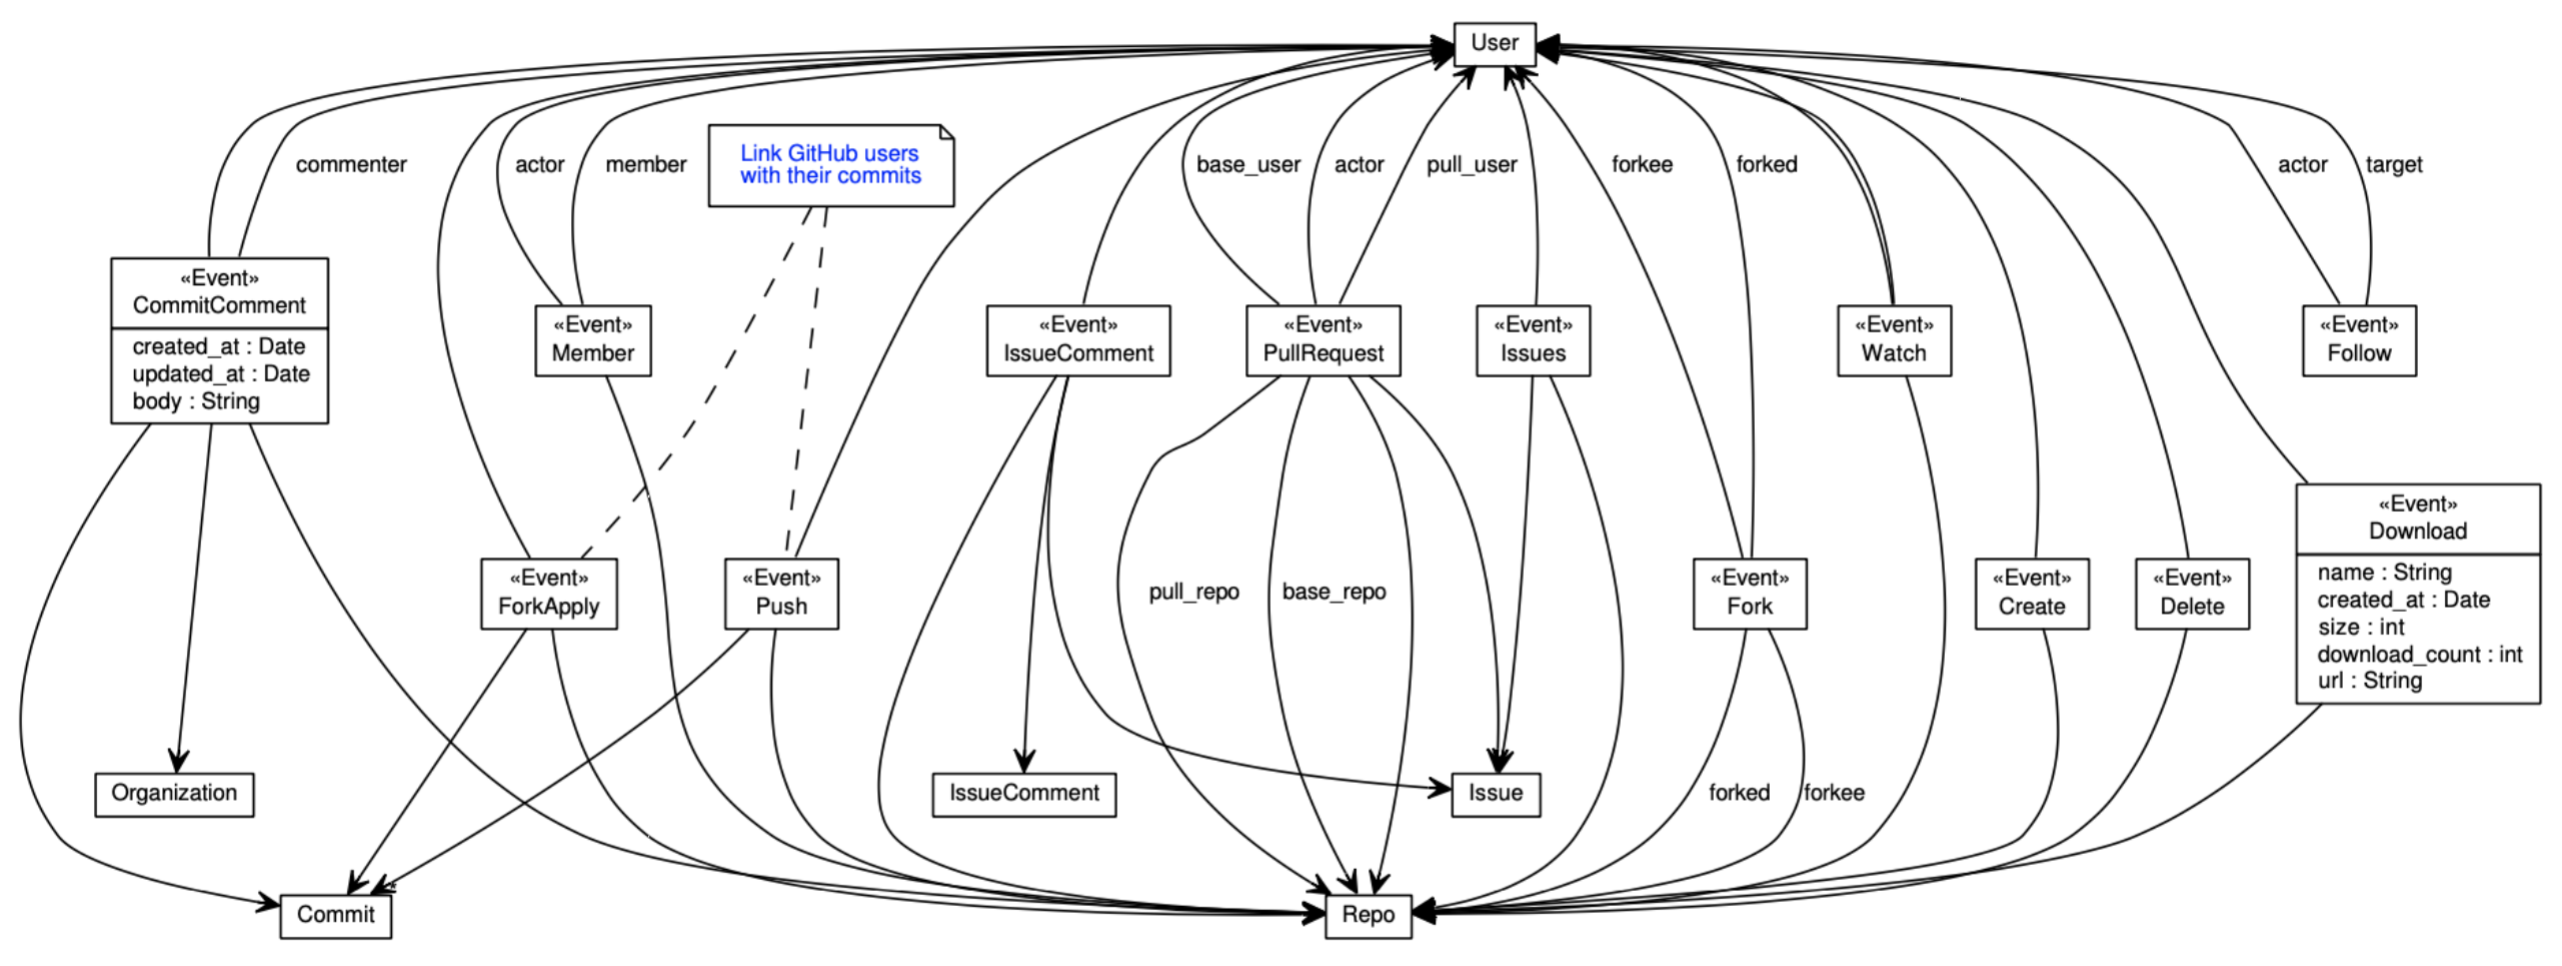 User
commenter
actor
member
Link GitHub users
with their commits
base_user
actor
pull_user
forkee
forked
actor
target
«Event»
CommitComment
created_at : Date
updated_at : Date
body : String
«Event»
Member
«Event»
IssueComment
«Event»
PullRequest
«Event»
Issues
«Event»
Watch
«Event»
Follow
«Event»
ForkApply
«Event»
Push
pull_repo
base_repo
«Event»
Fork
«Event»
Create
«Event»
Delete
«Event»
Download
name : String
created_at : Date
size : int
download_count : int
url : String
Organization
IssueComment
Issue
forked
forkee
*
Commit
Repo